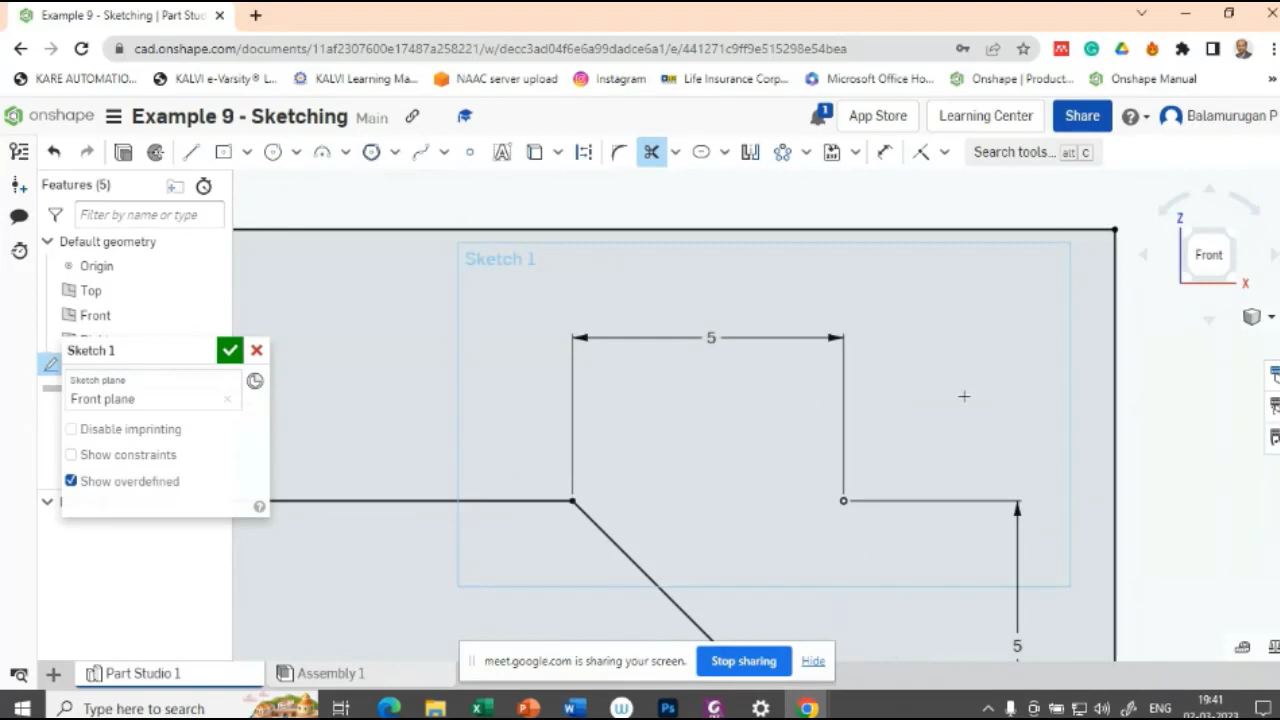 Example 9 - Sketching | Part Stuc
cad.onshape.com/documents/11af2307600e17487a258221/w/decc3ad04f6e6a99dadce6a1/e/441271c9ff9e515298e54bea
KARE AUTOMATIO...
KALVI e-Varsity® L...
KALVI Learning Ma...
NAAC server upload
Instagram
Life Insurance Corp...
Microsoft Office Ho...
Onshape | Product...
Onshape Manual
»
onshape
Example 9 - Sketching Main
1
App Store
Learning Center
Share
Balamurugan P
Search tools... alt C
Features (5)
Filter by name or type
Default geometry
Origin
Top
Front
Sketch 1
Sketch plane
Front plane
Disable imprinting
Show constraints
Show overdefined
Sketch 1
5
5
Z
Front
X
meet.google.com is sharing your screen.
Stop sharing
Hide
Part Studio 1
Assembly 1
Type here to search
ENG
19:41
02-03-2023